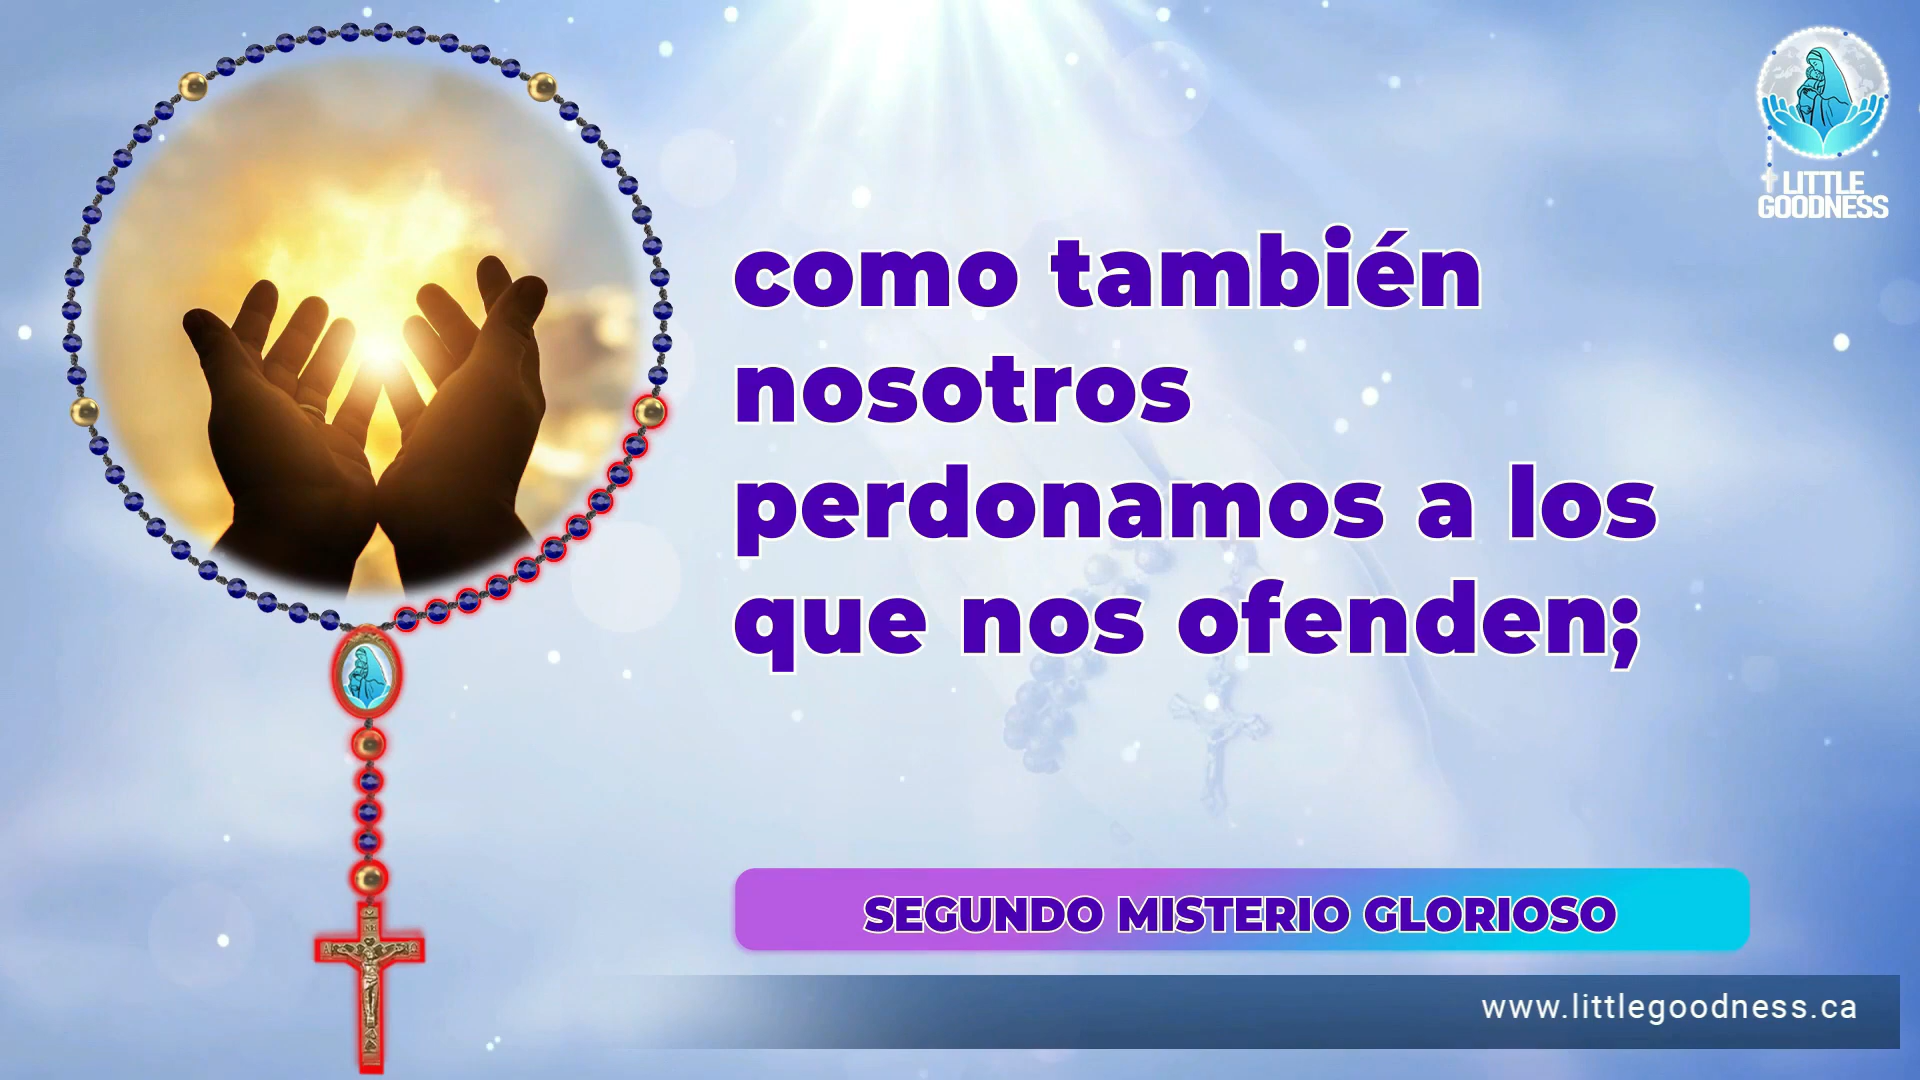 LITTLE
GOODNESS
como también
nosotros
perdonamos a los
que nos ofenden;
SEGUNDO MISTERIO GLORIOSO
www.littlegoodness.ca